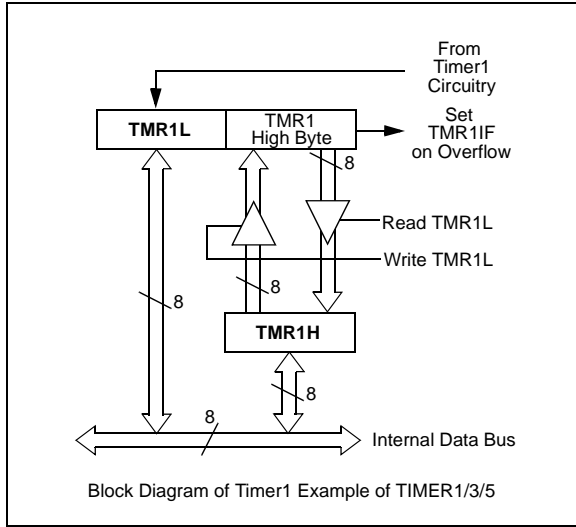 From
Timer1
Circuitry
TMR1L
TMR1
High Byte
Set
TMR1IF
on Overflow
8
Read TMR1L
Write TMR1L
8
8
TMR1H
8
8
Internal Data Bus
Block Diagram of Timer1 Example of TIMER1/3/5